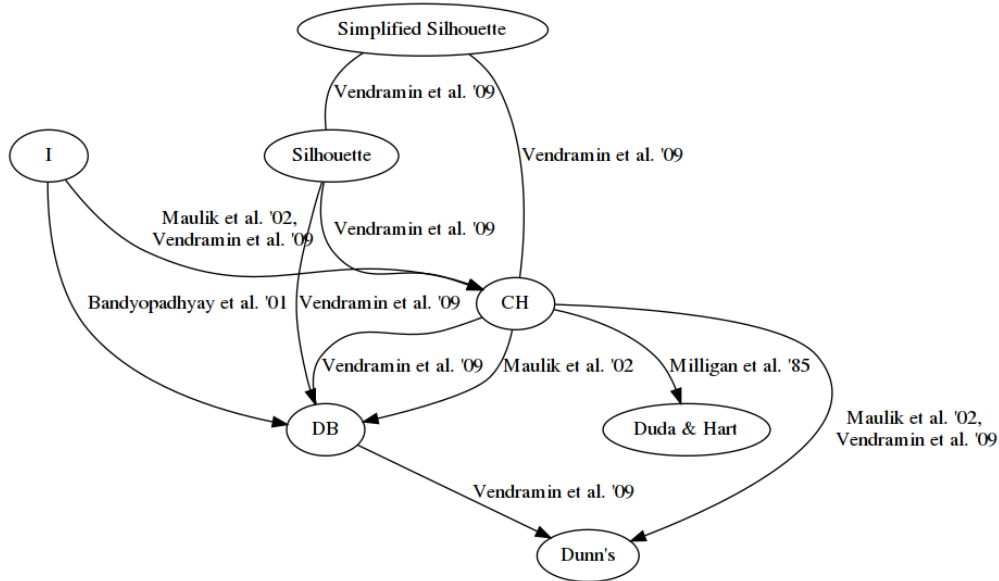 Simplified Silhouette
Vendramin et al. '09
I
Silhouette
Vendramin et al. '09
Maulik et al. '02,
Vendramin et al. '09
Vendramin et al. '09
Bandyopadhyay et al. '01
Vendramin et al. '09
CH
Vendramin et al. '09
Maulik et al. '02
Milligan et al. '85
DB
Duda & Hart
Maulik et al. '02,
Vendramin et al. '09
Vendramin et al. '09
Dunn's